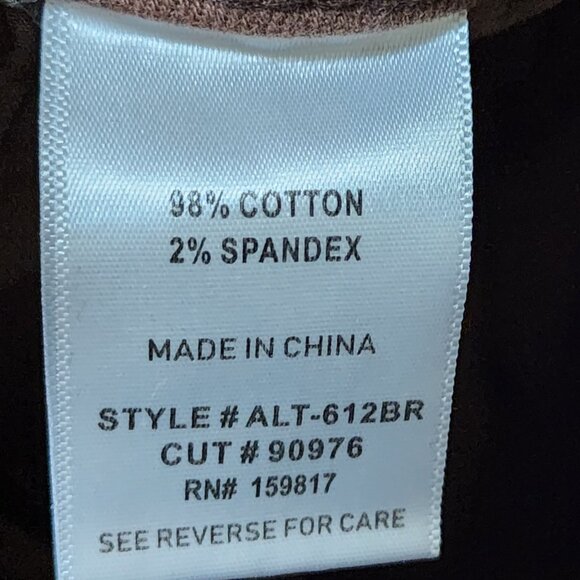 98% COTTON
2% SPANDEX
MADE IN CHINA
STYLE # ALT-612BR
CUT # 90976
RN# 159817
SEE REVERSE FOR CARE